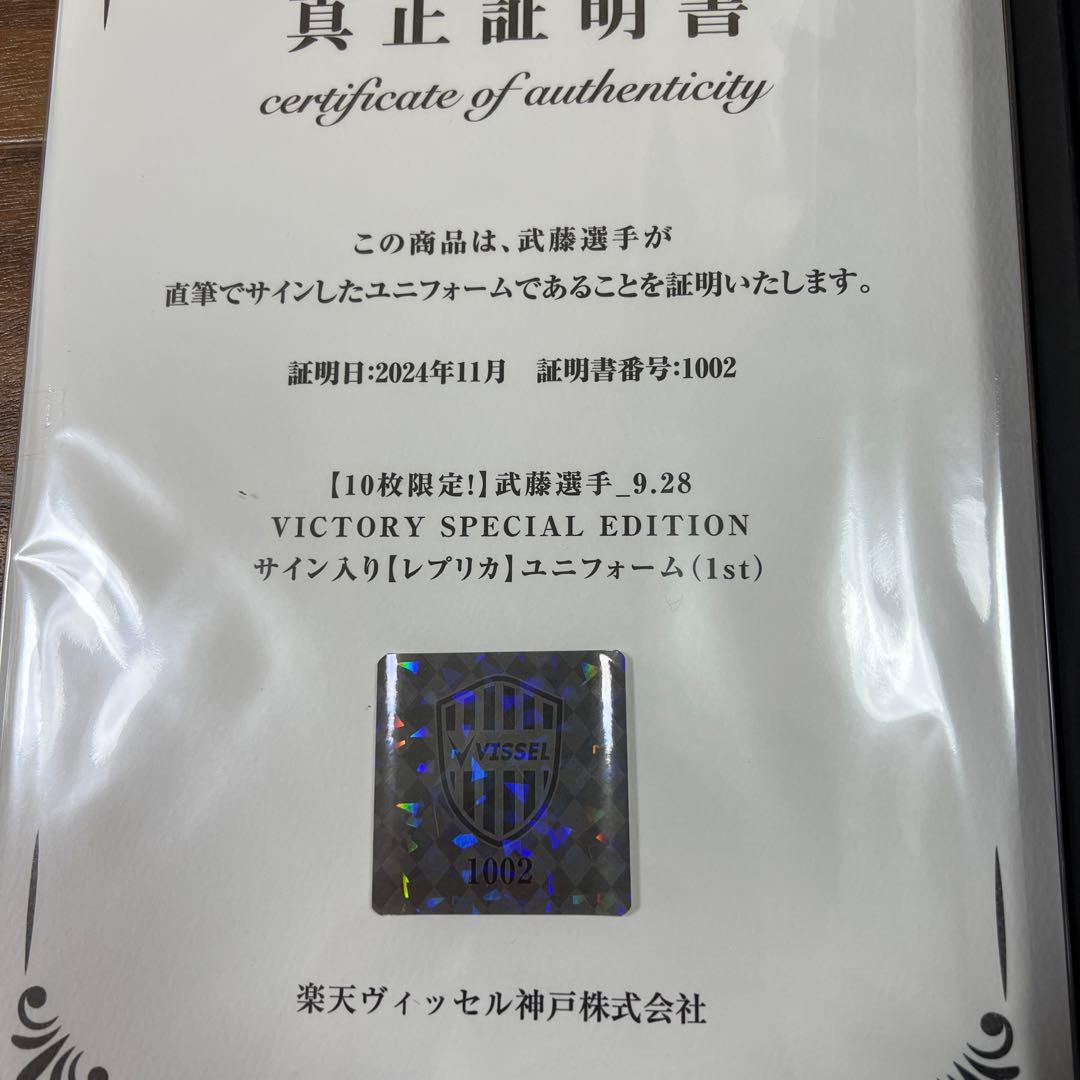 真正証明書
certificate of authenticity
この商品は、武藤選手が
直筆でサインしたユニフォームであることを証明いたします。
証明日:2024年11月　証明書番号:1002
【10枚限定!】武藤選手_9.28
VICTORY SPECIAL EDITION
サイン入り【レプリカ】ユニフォーム(1st)
VISSEL
1002
楽天ヴィッセル神戸株式会社